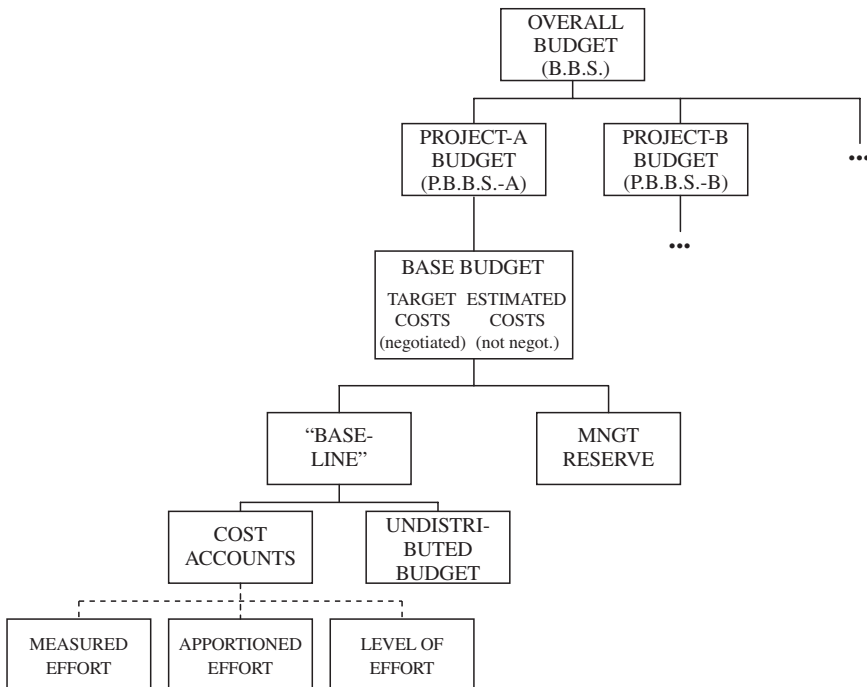 OVERALL
BUDGET
(B.B.S.)
PROJECT-A
BUDGET
(P.B.B.S.-A)
PROJECT-B
BUDGET
(P.B.B.S.-B)
...
...
BASE BUDGET
TARGET
COSTS
(negotiated)
ESTIMATED
COSTS
(not negot.)
“BASE-
LINE”
MNGT
RESERVE
COST
ACCOUNTS
UNDISTRI-
BUTED
BUDGET
MEASURED
EFFORT
APPORTIONED
EFFORT
LEVEL OF
EFFORT